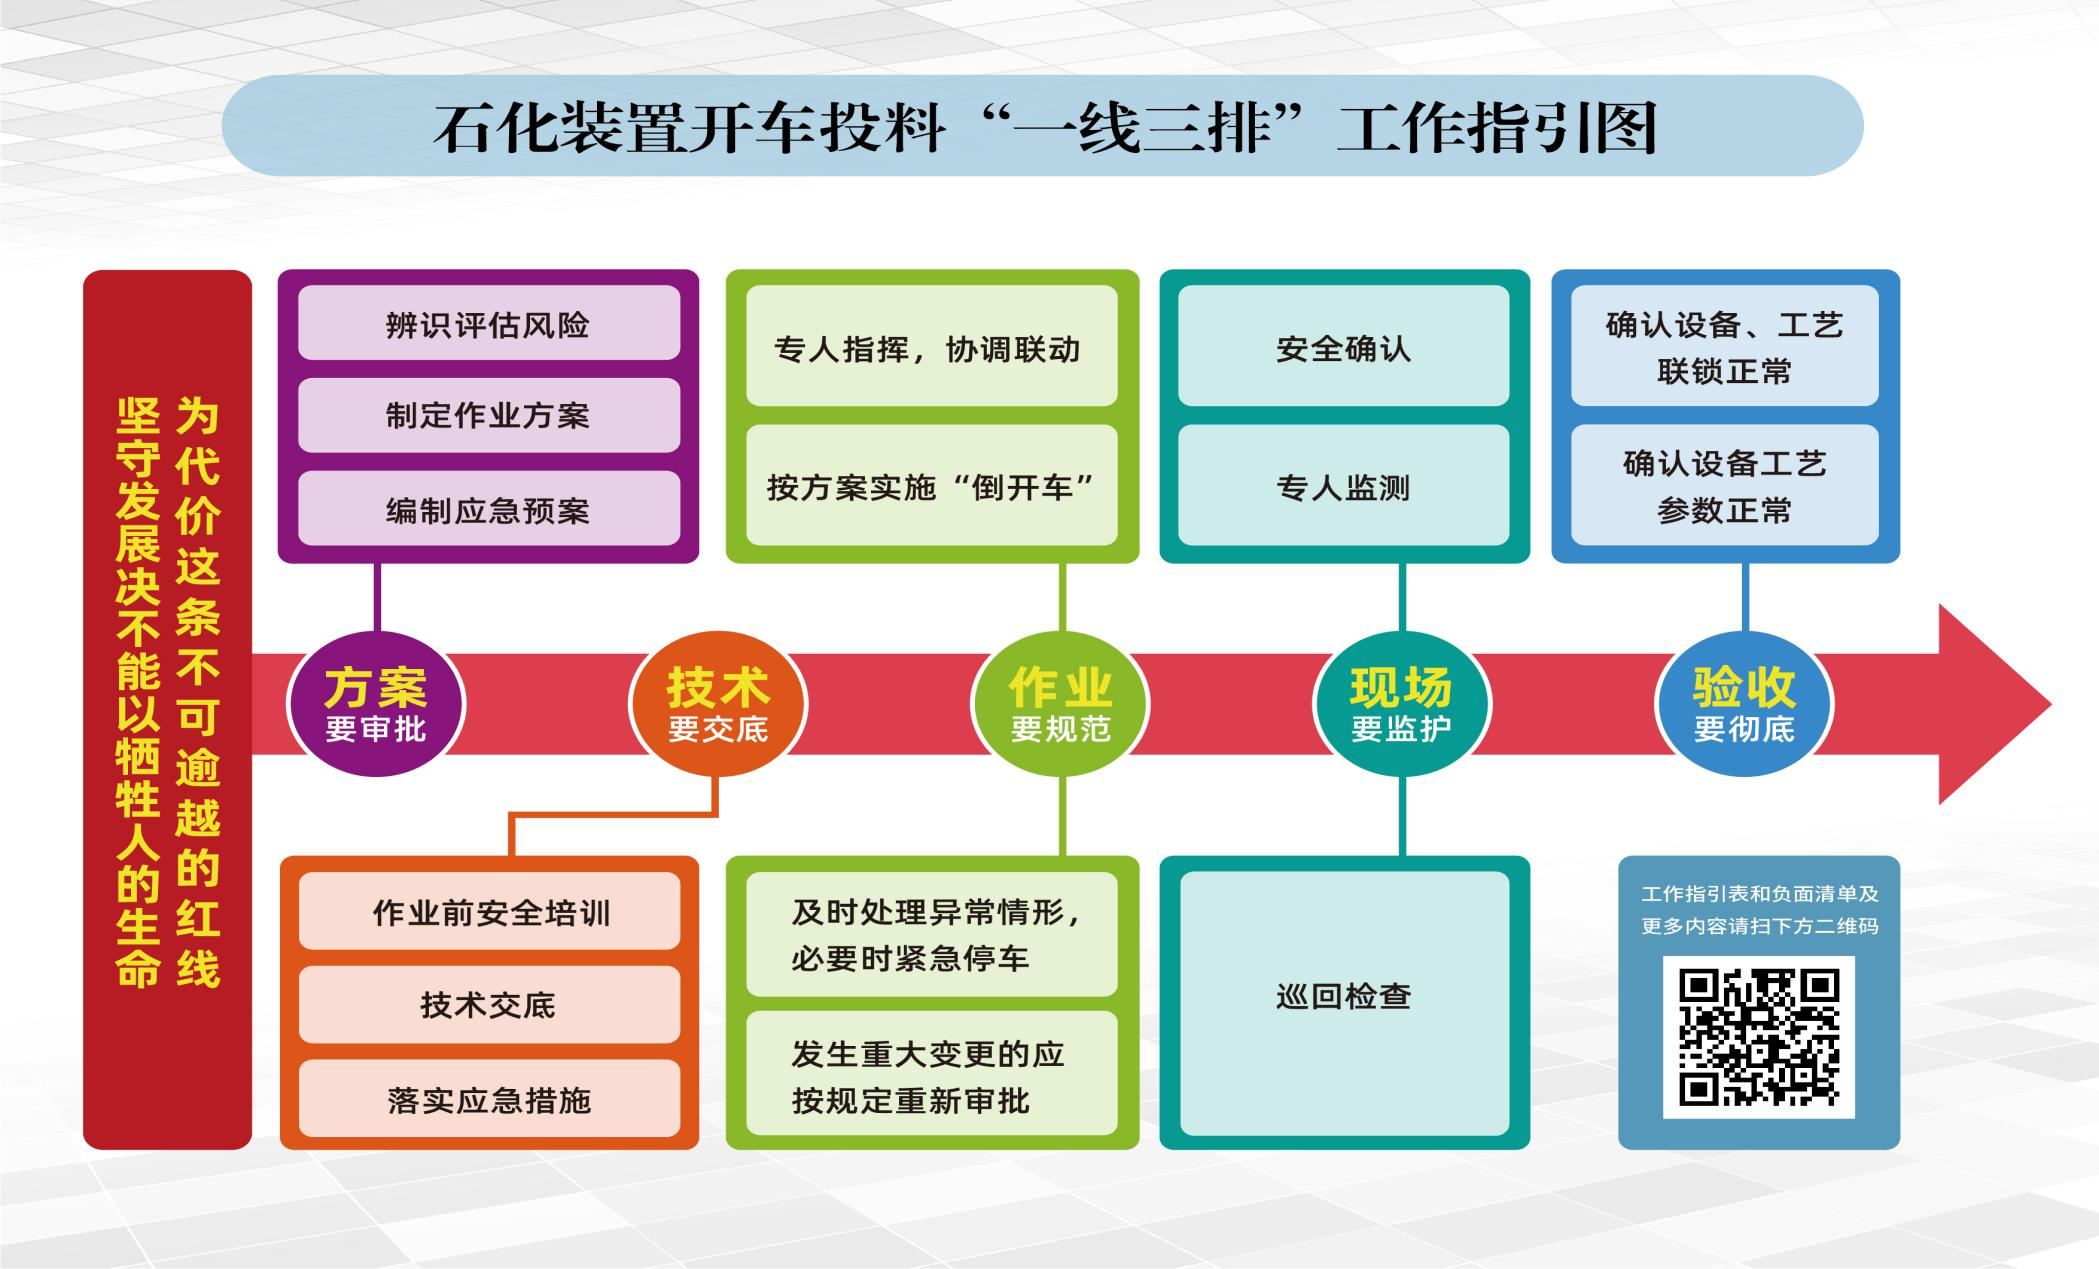 石化装置开车投料“一线三排”工作指引图
坚守发展决不能以牺牲人的生命
为代价这条不可逾越的红线
辨识评估风险
制定作业方案
编制应急预案
专人指挥，协调联动
按方案实施“倒开车”
安全确认
专人监测
确认设备、工艺
联锁正常
确认设备工艺
参数正常
方案
要审批
技术
要交底
作业
要规范
现场
要监护
验收
要彻底
作业前安全培训
技术交底
落实应急措施
及时处理异常情形，
必要时紧急停车
发生重大变更的应
按规定重新审批
巡回检查
工作指引表和负面清单及
更多内容请扫下方二维码